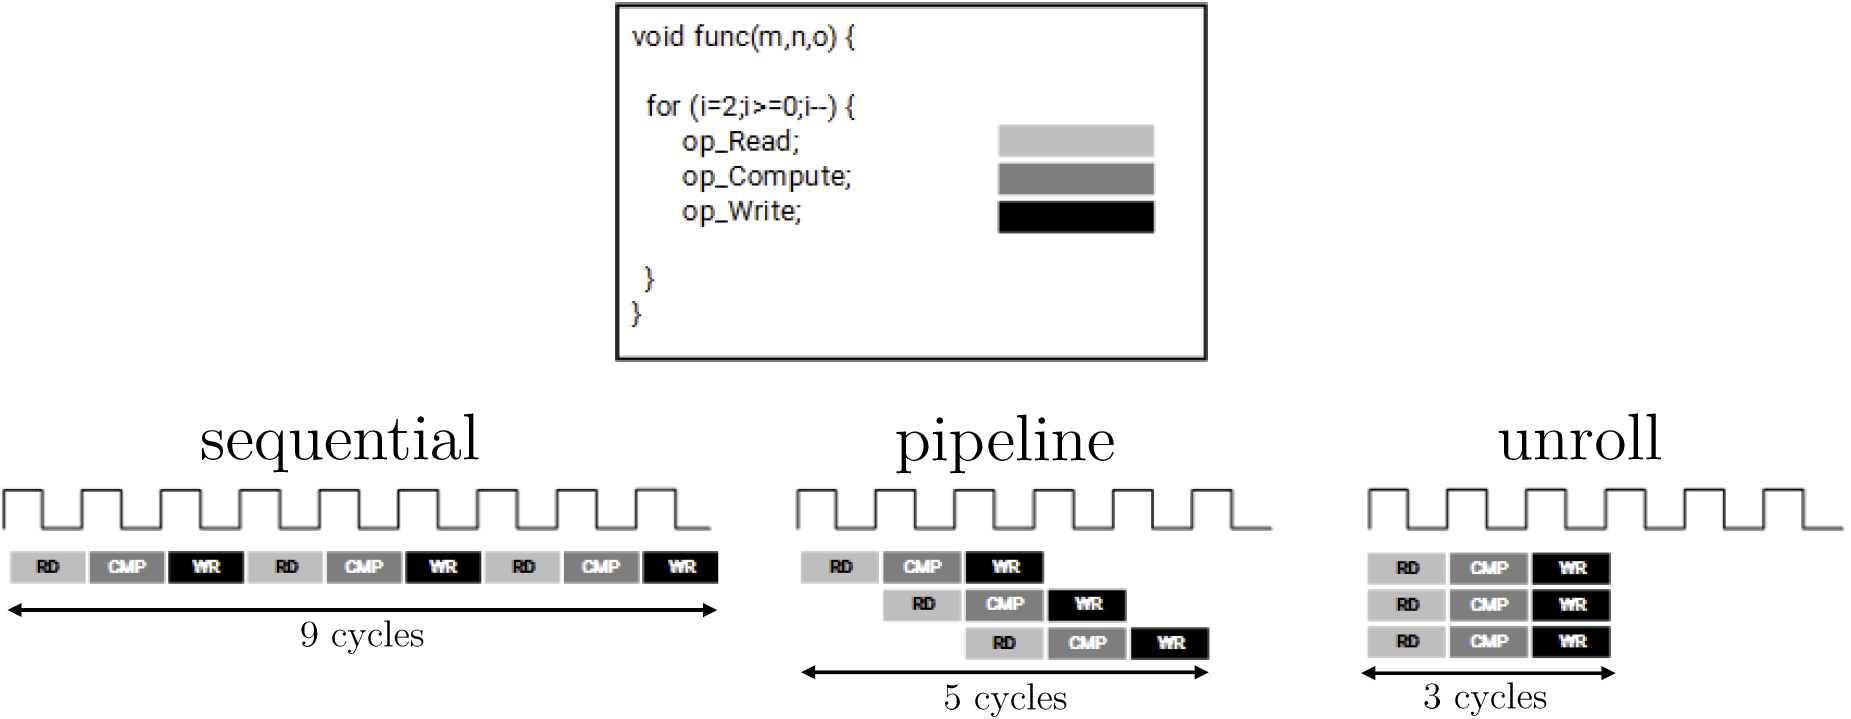 void func(m,n,o) {
for (i=2;i>=0;i--) {
op_Read;
op_Compute;
op_Write;
}
}
sequential
RD CMP WR RD CMP WR RD CMP WR
9 cycles
pipeline
RD CMP WR
RD CMP WR
RD CMP WR
5 cycles
unroll
RD CMP WR
RD CMP WR
RD CMP WR
3 cycles